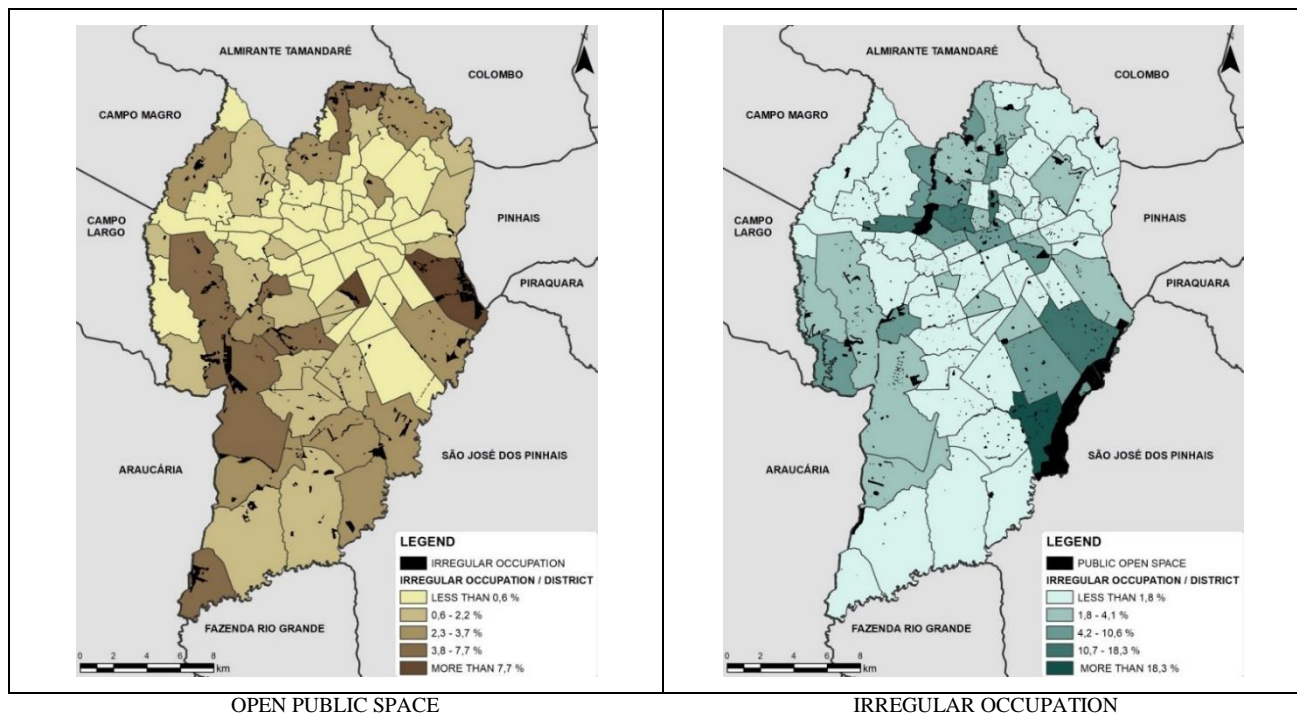 ALMIRANTE TAMANDARÉ
COLOMBO
CAMPO MAGRO
CAMPO
LARGO
PINHAIS
PIRAQUARA
SÃO JOSÉ DOS PINHAIS
ARAUCÁRIA
FAZENDA RIO GRANDE
LEGEND
IRREGULAR OCCUPATION
IRREGULAR OCCUPATION / DISTRICT
LESS THAN 0,6 %
0,6 - 2,2 %
2,3 - 3,7 %
3,8 - 7,7 %
MORE THAN 7,7 %
0 2 4 6 8
km
OPEN PUBLIC SPACE
ALMIRANTE TAMANDARÉ
COLOMBO
CAMPO MAGRO
CAMPO
LARGO
PINHAIS
PIRAQUARA
SÃO JOSÉ DOS PINHAIS
ARAUCÁRIA
FAZENDA RIO GRANDE
LEGEND
PUBLIC OPEN SPACE
IRREGULAR OCCUPATION / DISTRICT
LESS THAN 1,8 %
1,8 - 4,1 %
4,2 - 10,6 %
10,7 - 18,3 %
MORE THAN 18,3 %
0 2 4 6 8
km
IRREGULAR OCCUPATION